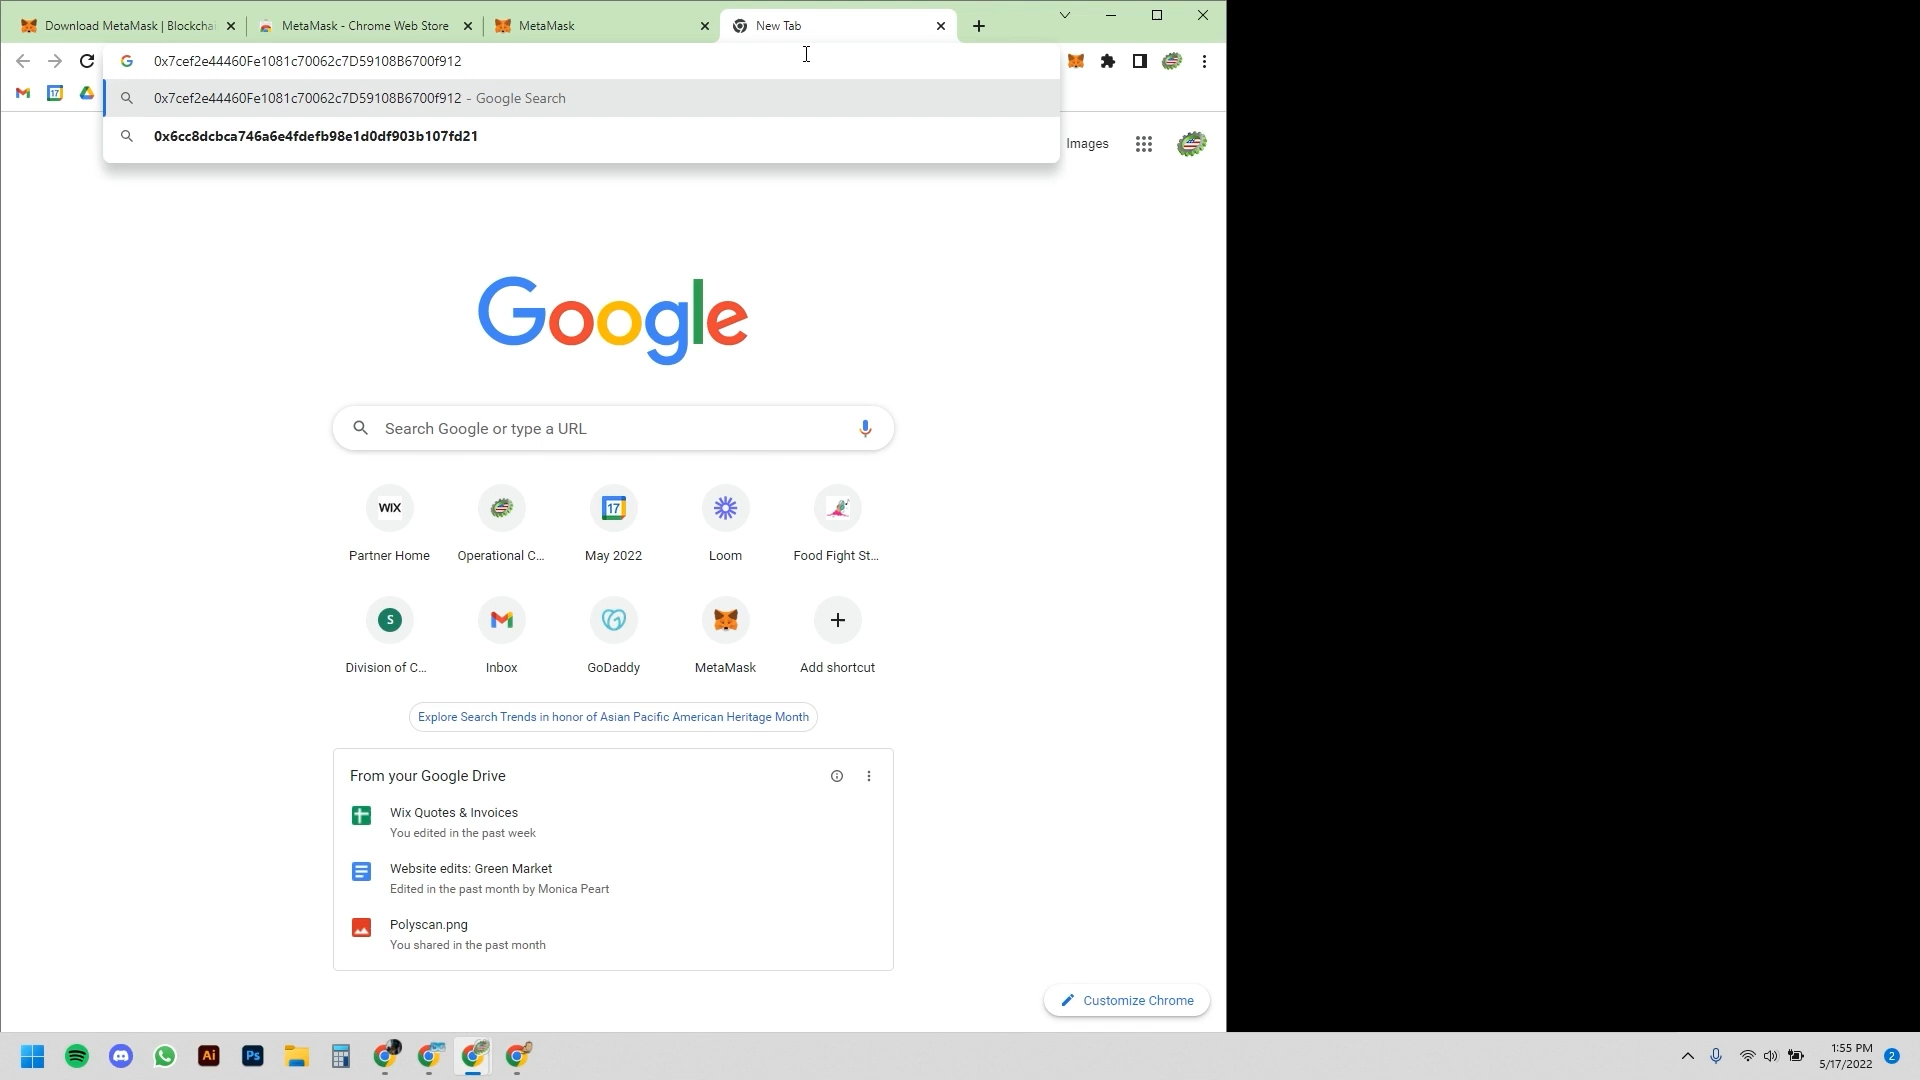 Download MetaMask | Blockchai
MetaMask - Chrome Web Store
MetaMask
New Tab
0x7cef2e44460Fe1081c70062c7D59108B6700f912
0x7cef2e44460Fe1081c70062c7D59108B6700f912 - Google Search
0x6cc8dcbca746a6e4fdefb98e1d0df903b107fd21
Images
Google
Search Google or type a URL
WIX
17
Partner Home
Operational C...
May 2022
Loom
Food Fight St...
S
Division of C...
Inbox
GoDaddy
MetaMask
Add shortcut
Explore Search Trends in honor of Asian Pacific American Heritage Month
From your Google Drive
Wix Quotes & Invoices
You edited in the past week
Website edits: Green Market
Edited in the past month by Monica Peart
Polyscan.png
You shared in the past month
Customize Chrome
Ai
Ps
1:55 PM
5/17/2022
2